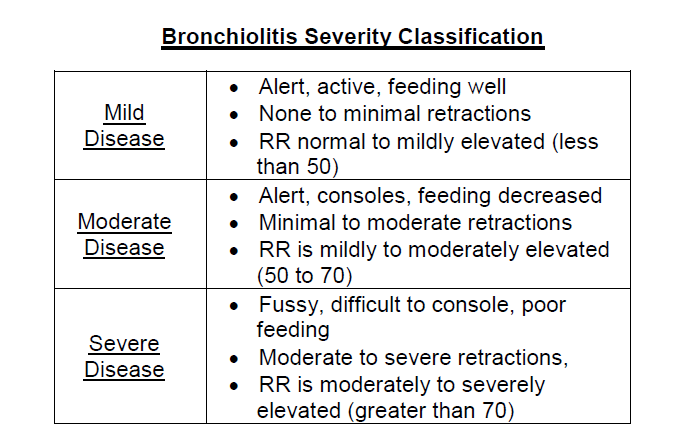 Bronchiolitis Severity Classification
Mild
Disease
• Alert, active, feeding well
• None to minimal retractions
• RR normal to mildly elevated (less
than 50)
Moderate
Disease
• Alert, consoles, feeding decreased
• Minimal to moderate retractions
• RR is mildly to moderately elevated
(50 to 70)
Severe
Disease
• Fussy, difficult to console, poor
feeding
• Moderate to severe retractions,
• RR is moderately to severely
elevated (greater than 70)